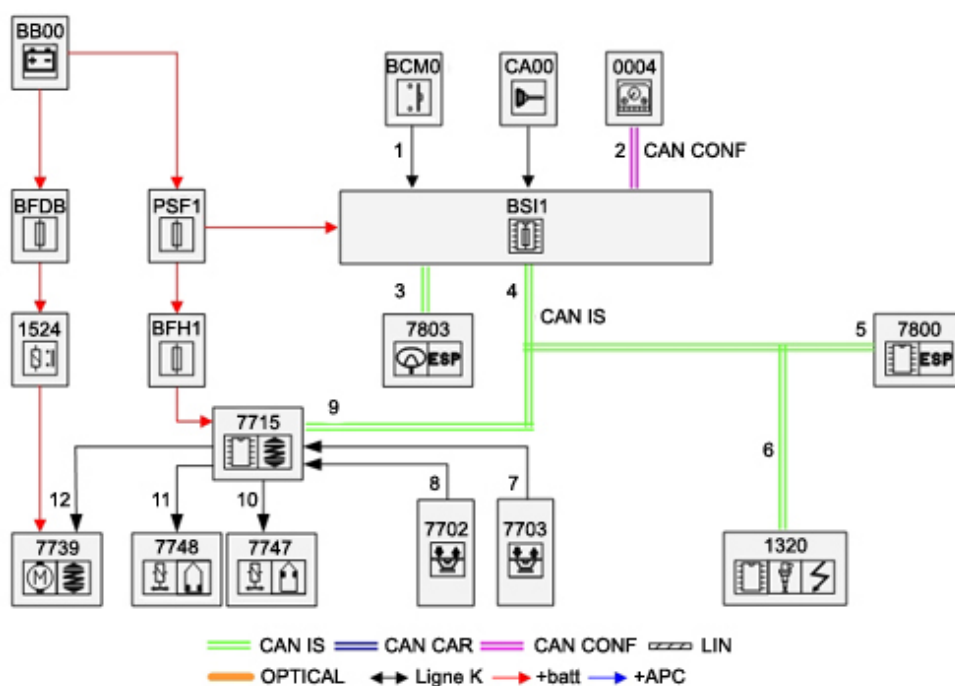 BB00
BCM0 CA00 0004
1 2 CAN CONF
BFDB PSF1 BSI1
3 4
CAN IS
1524 BFH1 7803 5 7800
ESP ESP
9
7715
6
12 11 10 8 7
7702 7703
7739 7748 7747 1320
M
CAN IS CAN CAR CAN CONF LIN
OPTICAL Ligne K +batt +APC